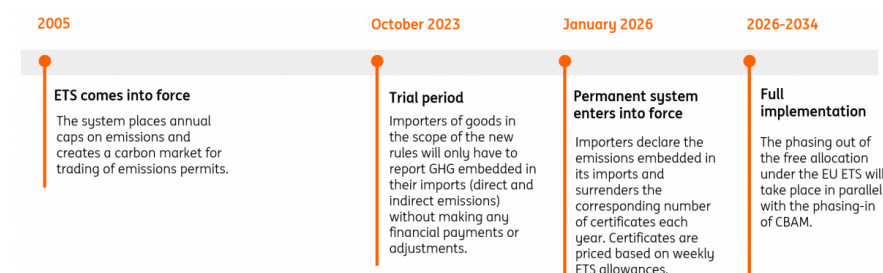 2005
ETS comes into force
The system places annual
caps on emissions and
creates a carbon market for
trading of emissions permits.
October 2023
Trial period
Importers of goods in
the scope of the new
rules will only have to
report GHG embedded in
their imports (direct and
indirect emissions)
without making any
financial payments or
adjustments.
January 2026
Permanent system
enters into force
Importers declare the
emissions embedded in
its imports and
surrenders the
corresponding number
of certificates each
year. Certificates are
priced based on weekly
ETS allowances.
2026-2034
Full
implementation
The phasing out of
the free allocation
under the EU ETS will
take place in parallel
with the phasing-in
of CBAM.